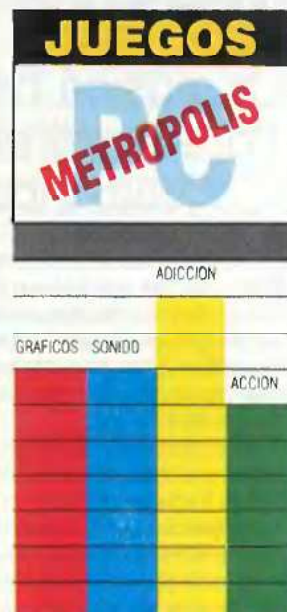 JUEGOS
PC
METROPOLIS
ADICCION
GRAFICOS SONIDO
ACCION